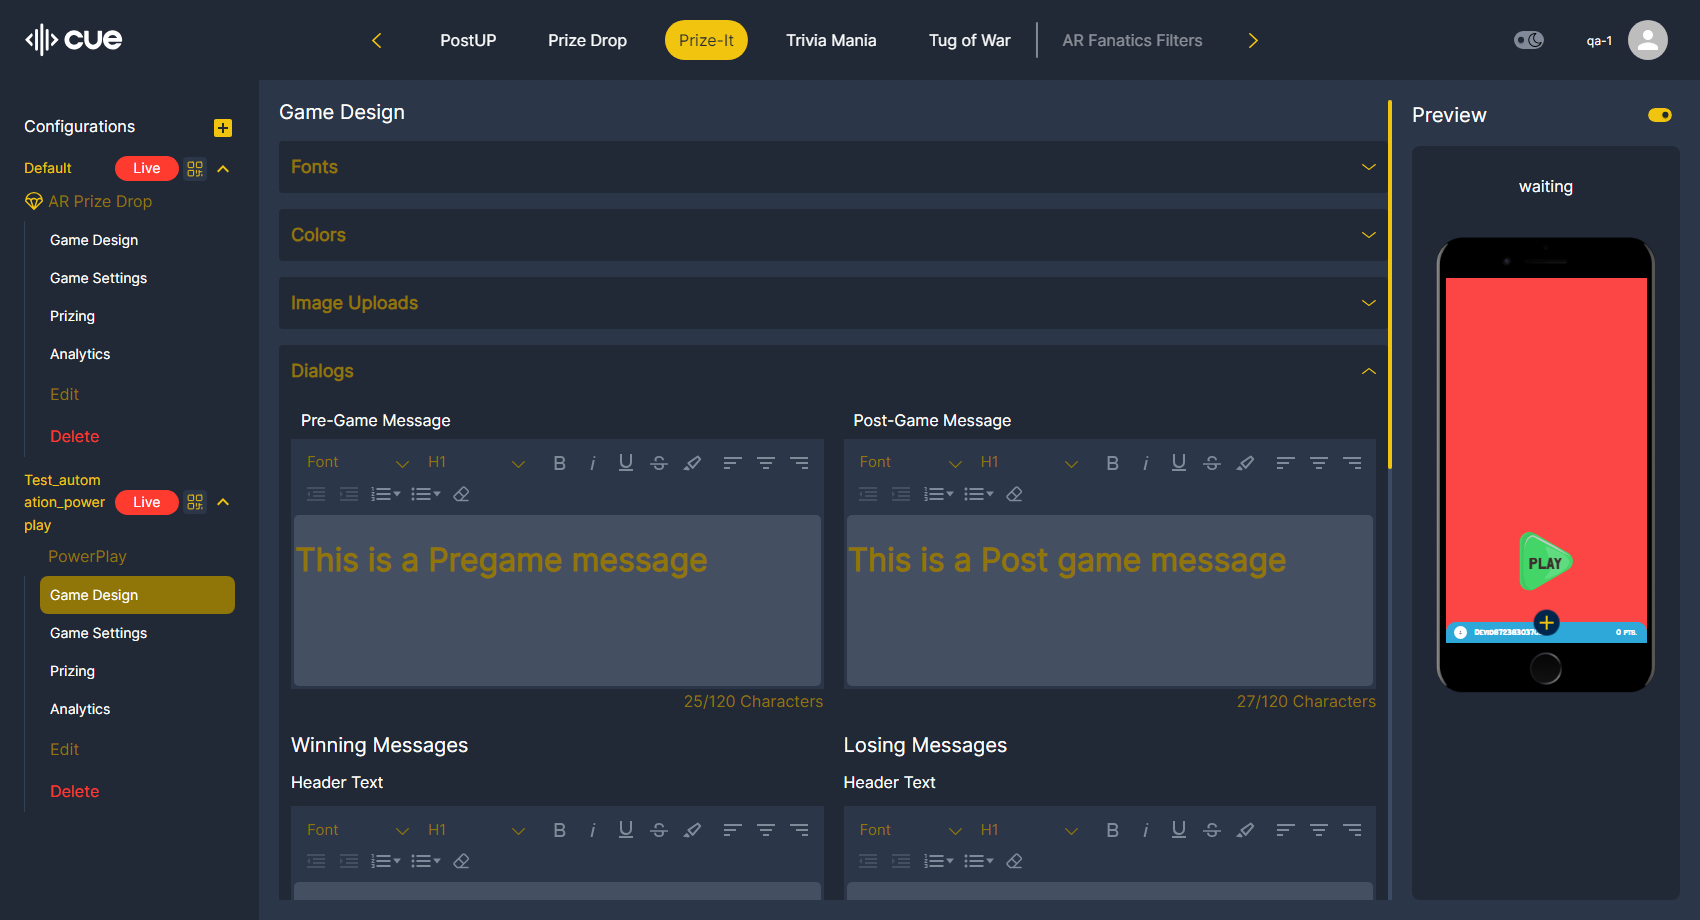 cue
PostUP
Prize Drop
Prize-It
Trivia Mania
Tug of War
AR Fanatics Filters
qa-1
Configurations
Default
Live
AR Prize Drop
Game Design
Game Settings
Prizing
Analytics
Edit
Delete
Test_autom
ation_power
play
Live
PowerPlay
Game Design
Game Settings
Prizing
Analytics
Edit
Delete
Game Design
Fonts
Colors
Image Uploads
Dialogs
Pre-Game Message
Font H1
This is a Pregame message
25/120 Characters
Post-Game Message
Font H1
This is a Post game message
27/120 Characters
Winning Messages
Header Text
Font H1
Losing Messages
Header Text
Font H1
Preview
waiting
PLAY
0 PTS.